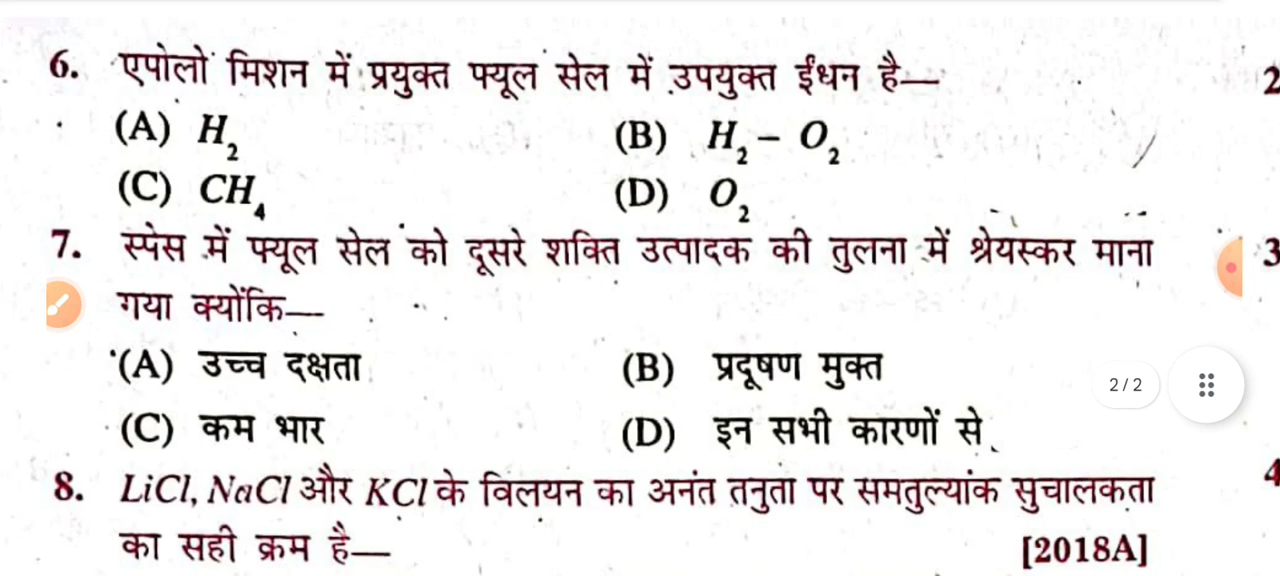 6. एपोलो मिशन में प्रयुक्त फ्यूल सेल में उपयुक्त ईंधन है— 2
(A) H₂ (B) H₂ – O₂
(C) CH₄ (D) O₂
7. स्पेस में फ्यूल सेल को दूसरे शक्ति उत्पादक की तुलना में श्रेयस्कर माना 3
गया क्योंकि—
(A) उच्च दक्षता (B) प्रदूषण मुक्त
2 / 2
(C) कम भार (D) इन सभी कारणों से
8. LiCl, NaCl और KCl के विलयन का अनंत तनुता पर समतुल्यांक सुचालकता 4
का सही क्रम है— [2018A]